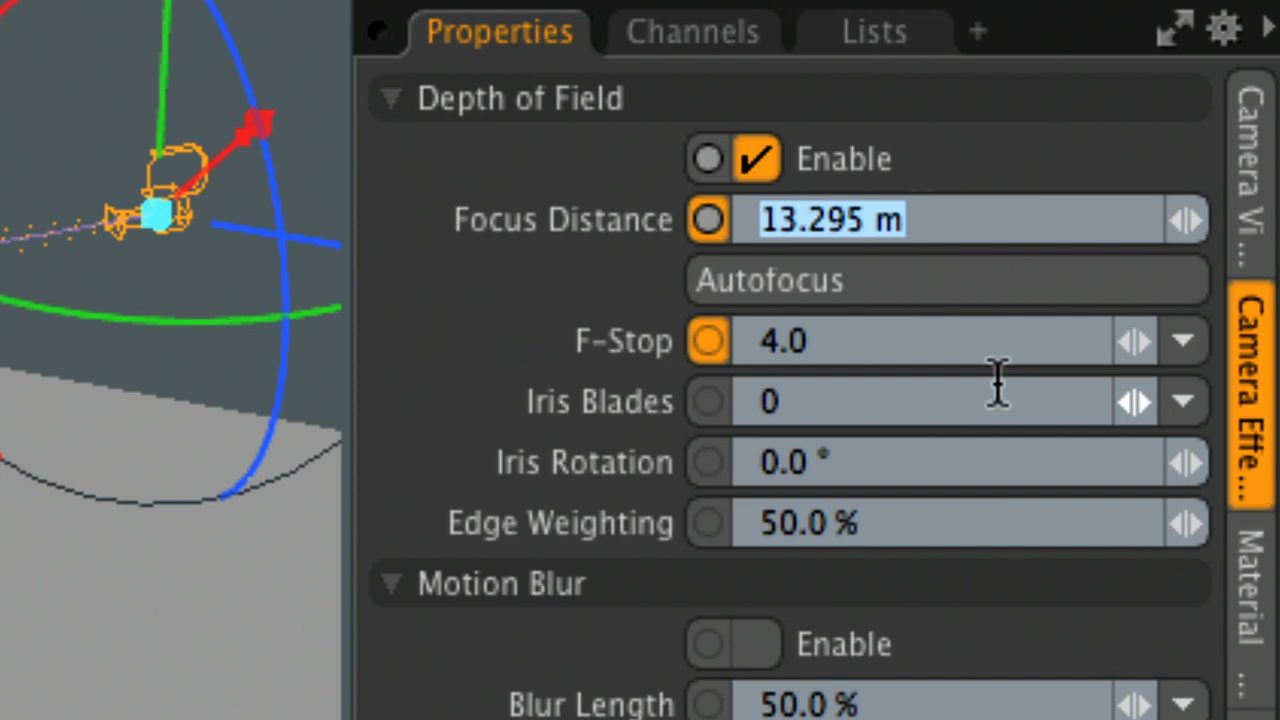 Properties Channels Lists +
Depth of Field
Enable
Focus Distance 13.295 m
Autofocus
F-Stop 4.0
Iris Blades 0
Iris Rotation 0.0 °
Edge Weighting 50.0 %
Motion Blur
Enable
Blur Length 50.0 %
Camera Vi ...
Camera Effe ...
Material ...